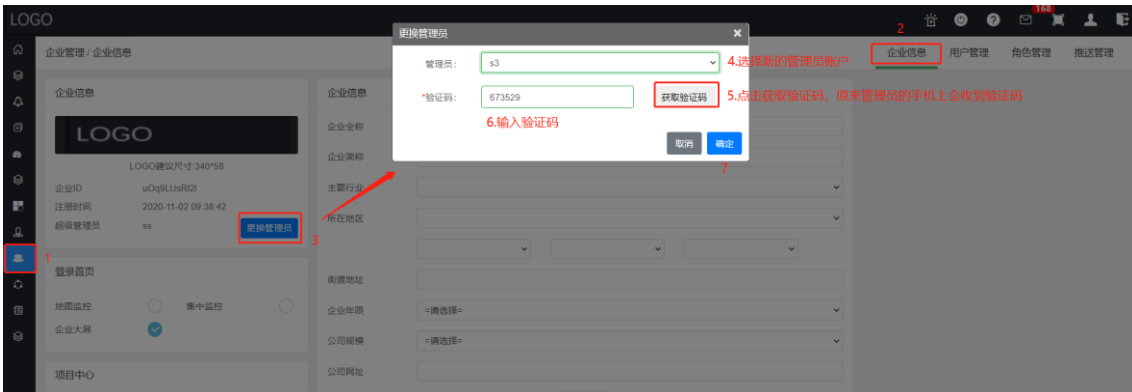 LOGO
168
2
企业管理 / 企业信息
企业信息 用户管理 角色管理 推送管理
更换管理员 ×
管理员: s3
4.选择新的管理员账户
*验证码: 673529 获取验证码
5.点击获取验证码，原来管理员的手机上会收到验证码
6.输入验证码
取消 确定
7
企业信息
LOGO
LOGO建议尺寸:340*58
企业ID uOq9LUsRI2I
注册时间 2020-11-02 09:38:42
超级管理员 ss 更换管理员
3
1
登录首页
地图监控 集中监控
企业大屏
项目中心
企业信息
企业全称
企业简称
主要行业
所在地区
街道地址
企业年限 =请选择=
公司规模 =请选择=
公司网址